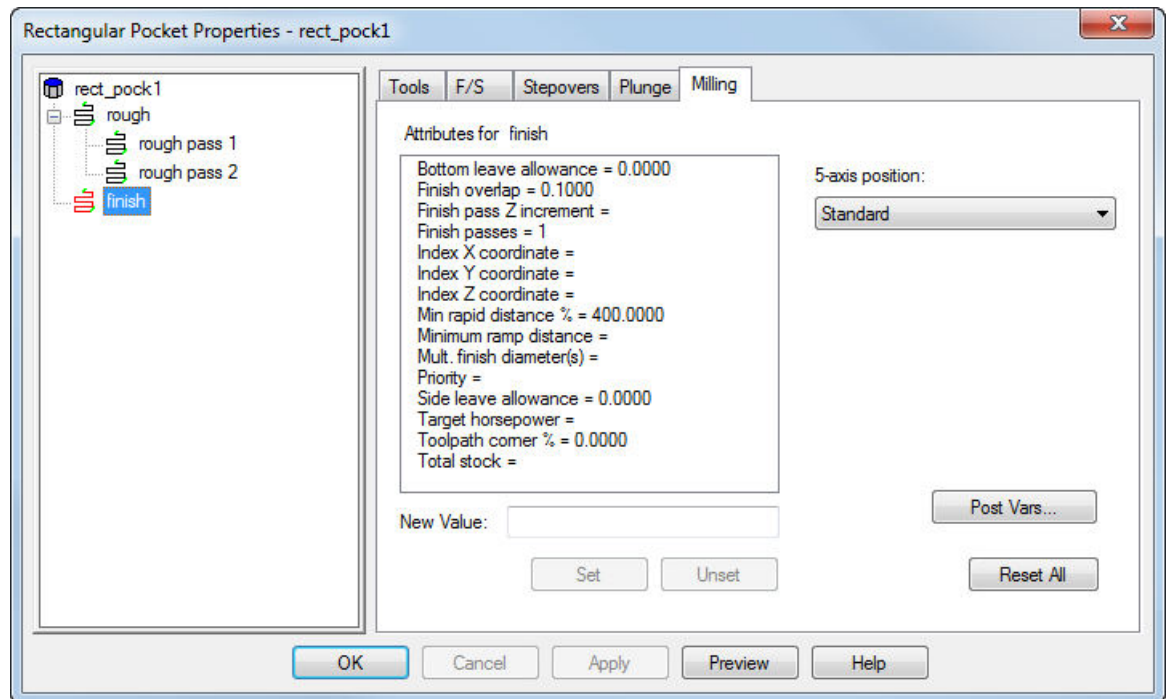 Rectangular Pocket Properties - rect_pock1
X
rect_pock1
rough
rough pass 1
rough pass 2
finish
Tools F/S Stepovers Plunge Milling
Attributes for finish
Bottom leave allowance = 0.0000
Finish overlap = 0.1000
Finish pass Z increment =
Finish passes = 1
Index X coordinate =
Index Y coordinate =
Index Z coordinate =
Min rapid distance % = 400.0000
Minimum ramp distance =
Mult. finish diameter(s) =
Priority =
Side leave allowance = 0.0000
Target horsepower =
Toolpath corner % = 0.0000
Total stock =
5-axis position:
Standard
New Value:
Set Unset
Post Vars...
Reset All
OK Cancel Apply Preview Help